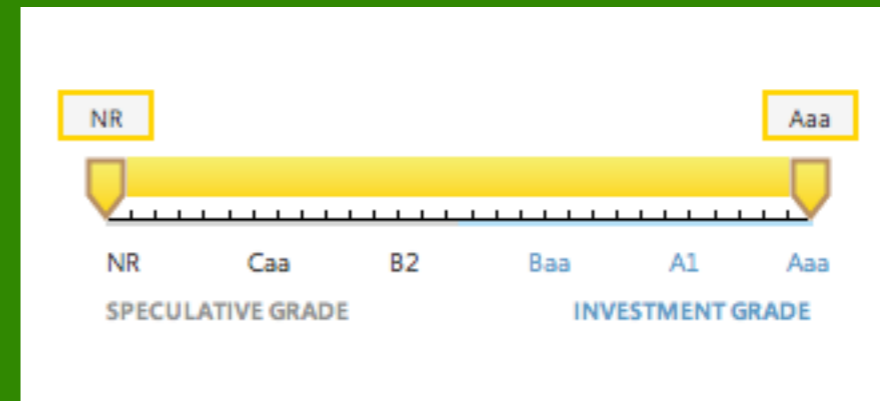 NR Aaa
NR Caa B2 Baa A1 Aaa
SPECULATIVE GRADE INVESTMENT GRADE